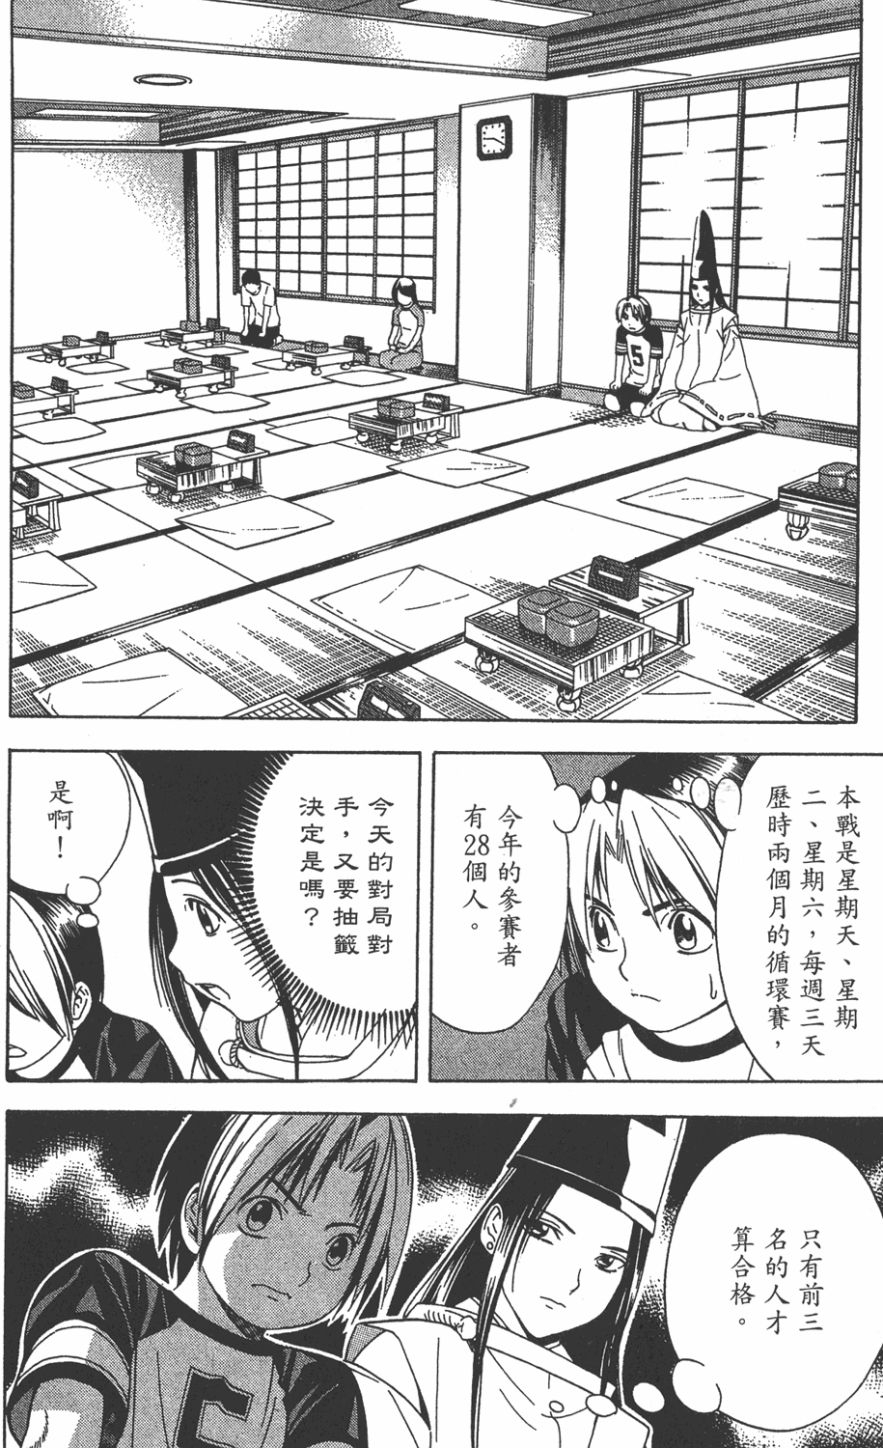 本戰是星期天、星期
二、星期六，每週三天
歷時兩個月的循環賽，
今年的參賽者
有28個人。
今天的對局對
手，又要抽籤
決定是嗎？
是啊！
只有前三
名的人才
算合格。
5
5